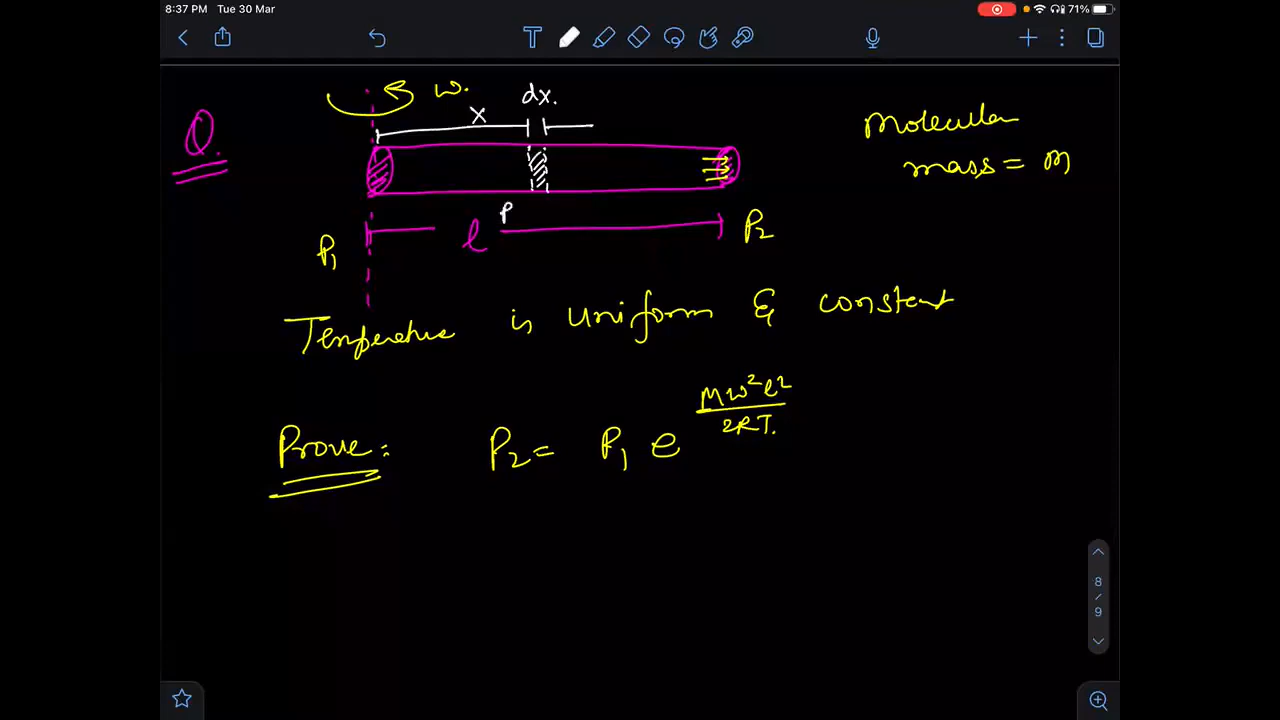 8:37 PM Tue 30 Mar
71%
Q.
ω.
x
dx.
Molecular
mass = M
P
l
P₁
P₂
Temperature is uniform & constant
Prove: P₂ = P₁ e^(Mω²l²/2RT.)
8
/
9